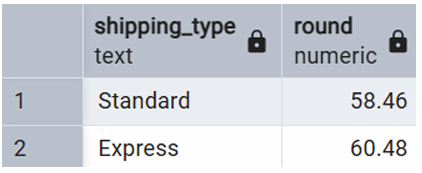 shipping_type round
text numeric
1 Standard 58.46
2 Express 60.48